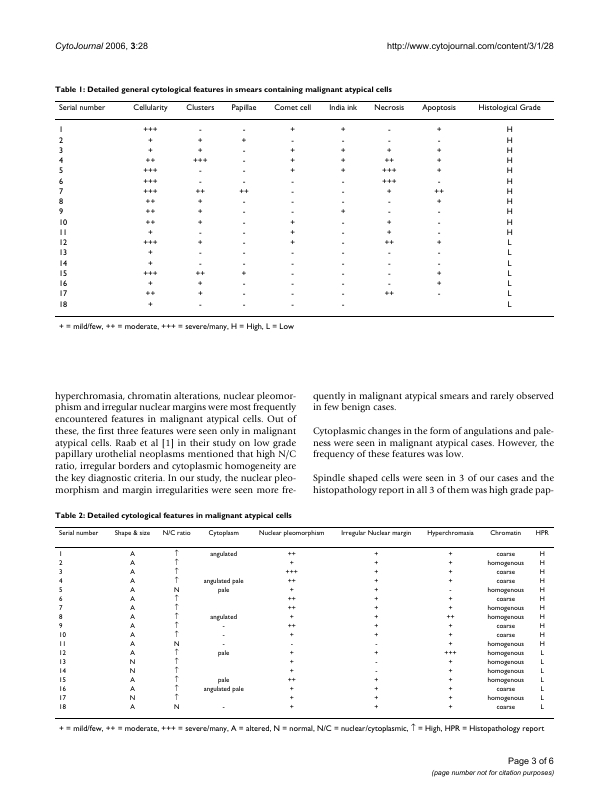 CytoJournal 2006, 3:28 http://www.cytojournal.com/content/3/1/28
Table 1: Detailed general cytological features in smears containing malignant atypical cells
Serial number Cellularity Clusters Papillae Comet cell India ink Necrosis Apoptosis Histological Grade
1 +++ - - + + - + H
2 + + + - - - - H
3 + + - + + + + H
4 ++ +++ - + + ++ + H
5 +++ - - + + +++ + H
6 +++ - - - - +++ - H
7 +++ ++ ++ - - + ++ H
8 ++ + - - - - + H
9 ++ + - - + - - H
10 ++ + - + - + - H
11 + - - + - + - H
12 +++ + - + - ++ + L
13 + - - - - - - L
14 + - - - - - - L
15 +++ ++ + - - - + L
16 + + - - - - + L
17 ++ + - - - ++ - L
18 + - - - - L
+ = mild/few, ++ = moderate, +++ = severe/many, H = High, L = Low
hyperchromasia, chromatin alterations, nuclear pleomor-
phism and irregular nuclear margins were most frequently
encountered features in malignant atypical cells. Out of
these, the first three features were seen only in malignant
atypical cells. Raab et al [1] in their study on low grade
papillary urothelial neoplasms mentioned that high N/C
ratio, irregular borders and cytoplasmic homogeneity are
the key diagnostic criteria. In our study, the nuclear pleo-
morphism and margin irregularities were seen more fre-
quently in malignant atypical smears and rarely observed
in few benign cases.
Cytoplasmic changes in the form of angulations and pale-
ness were seen in malignant atypical cases. However, the
frequency of these features was low.
Spindle shaped cells were seen in 3 of our cases and the
histopathology report in all 3 of them was high grade pap-
Table 2: Detailed cytological features in malignant atypical cells
Serial number Shape & size N/C ratio Cytoplasm Nuclear pleomorphism Irregular Nuclear margin Hyperchromasia Chromatin HPR
1 A ↑ angulated ++ + + coarse H
2 A ↑ + + + homogenous H
3 A ↑ +++ + + coarse H
4 A ↑ angulated pale ++ + + coarse H
5 A N pale + + - homogenous H
6 A ↑ ++ + + coarse H
7 A ↑ ++ + + homogenous H
8 A ↑ angulated + + ++ homogenous H
9 A ↑ - ++ + + coarse H
10 A ↑ - + + + coarse H
11 A N - - - + homogenous H
12 A ↑ pale + + +++ homogenous L
13 N ↑ + - + homogenous L
14 N ↑ + - + homogenous L
15 A ↑ pale ++ + + homogenous L
16 A ↑ angulated pale + + + coarse L
17 N ↑ + + + homogenous L
18 A N - + + + coarse L
+ = mild/few, ++ = moderate, +++ = severe/many, A = altered, N = normal, N/C = nuclear/cytoplasmic, ↑ = High, HPR = Histopathology report
Page 3 of 6
(page number not for citation purposes)